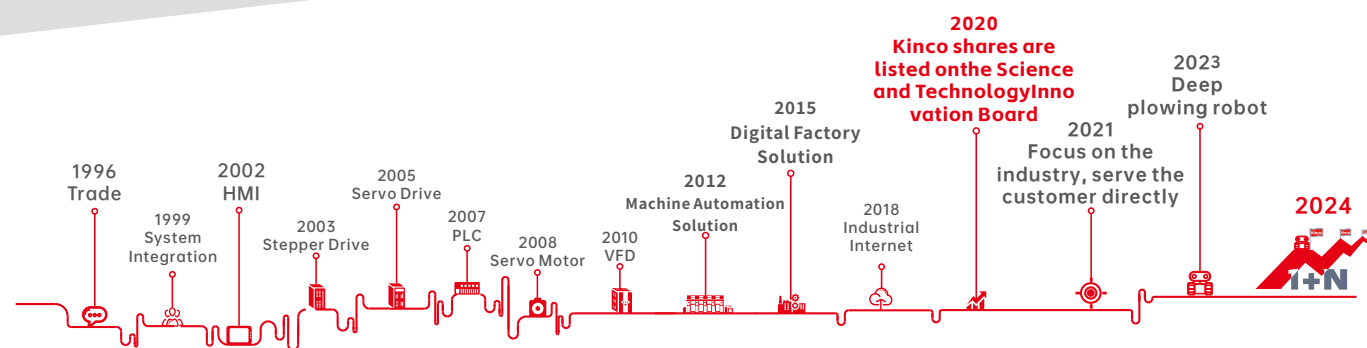 1996
Trade
1999
System
Integration
2002
HMI
2003
Stepper Drive
2005
Servo Drive
2007
PLC
2008
Servo Motor
2010
VFD
2012
Machine Automation
Solution
2015
Digital Factory
Solution
2018
Industrial
Internet
2020
Kinco shares are
listed onthe Science
and TechnologyInno
vation Board
2021
Focus on the
industry, serve the
customer directly
2023
Deep
plowing robot
2024
1+N